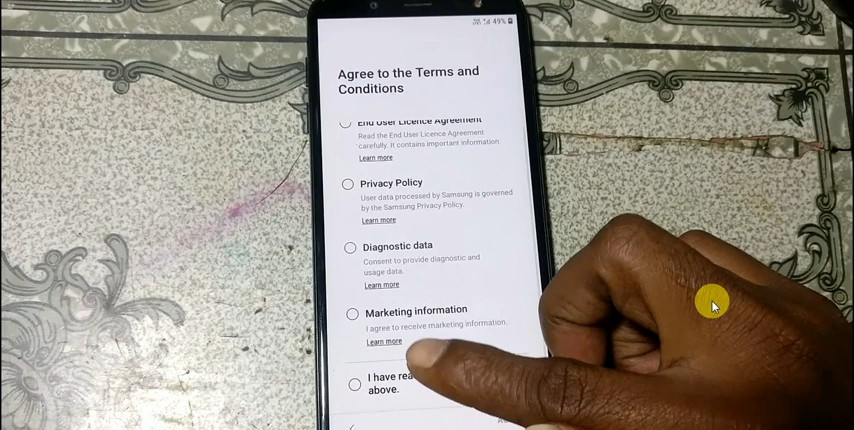 49%
Agree to the Terms and
Conditions
End User Licence Agreement
Read the End User Licence Agreement
carefully. It contains important information
Learn more
Privacy Policy
User data processed by Samsung is governed
by the Samsung Privacy Policy.
Learn more
Diagnostic data
Consent to provide diagnostic and
usage data.
Learn more
Marketing information
I agree to receive marketing information.
Learn more
I have
above.